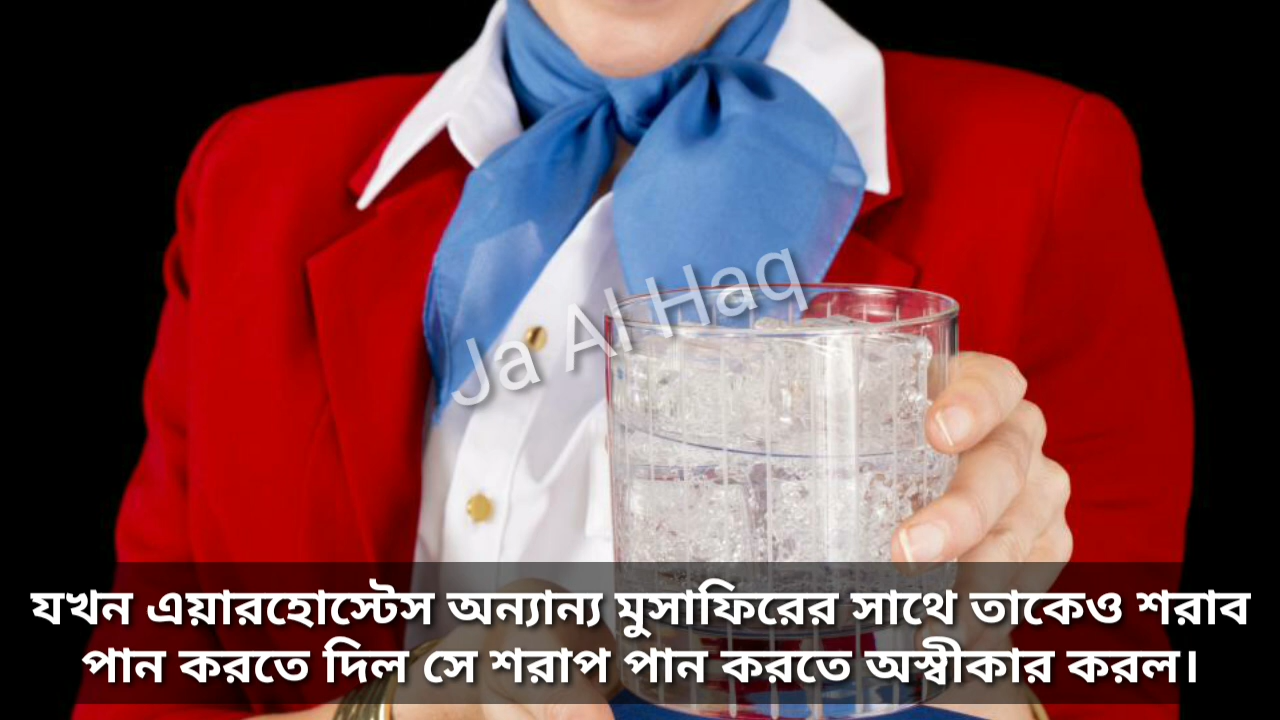 Ja Al Haq
যখন এয়ারহোস্টেস অন্যান্য মুসাফিরের সাথে তাকেও শরাব
পান করতে দিল সে শরাপ পান করতে অস্বীকার করল।